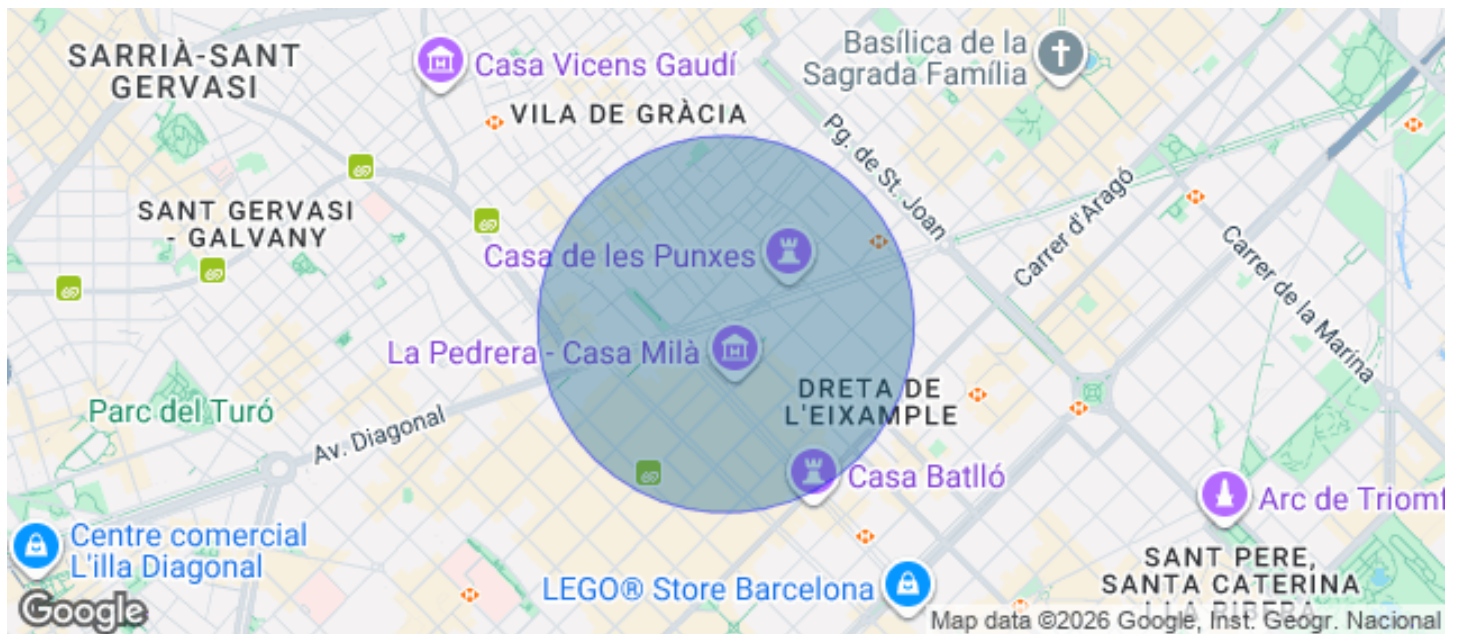 SARRIÀ-SANT
GERVASI
Casa Vicens Gaudí
Basílica de la
Sagrada Família
VILA DE GRÀCIA
Pg. de St. Joan
Carrer d'Aragó
SANT GERVASI
- GALVANY
Casa de les Punxes
Carrer de la Marina
La Pedrera - Casa Milà
DRETA DE
L'EIXAMPLE
Parc del Turó
Av. Diagonal
Casa Batlló
Arc de Triomf
Centre comercial
L'illa Diagonal
SANT PERE,
SANTA CATERINA
I LA RIBERA
LEGO® Store Barcelona
Google
Map data ©2026 Google, Inst. Geogr. Nacional